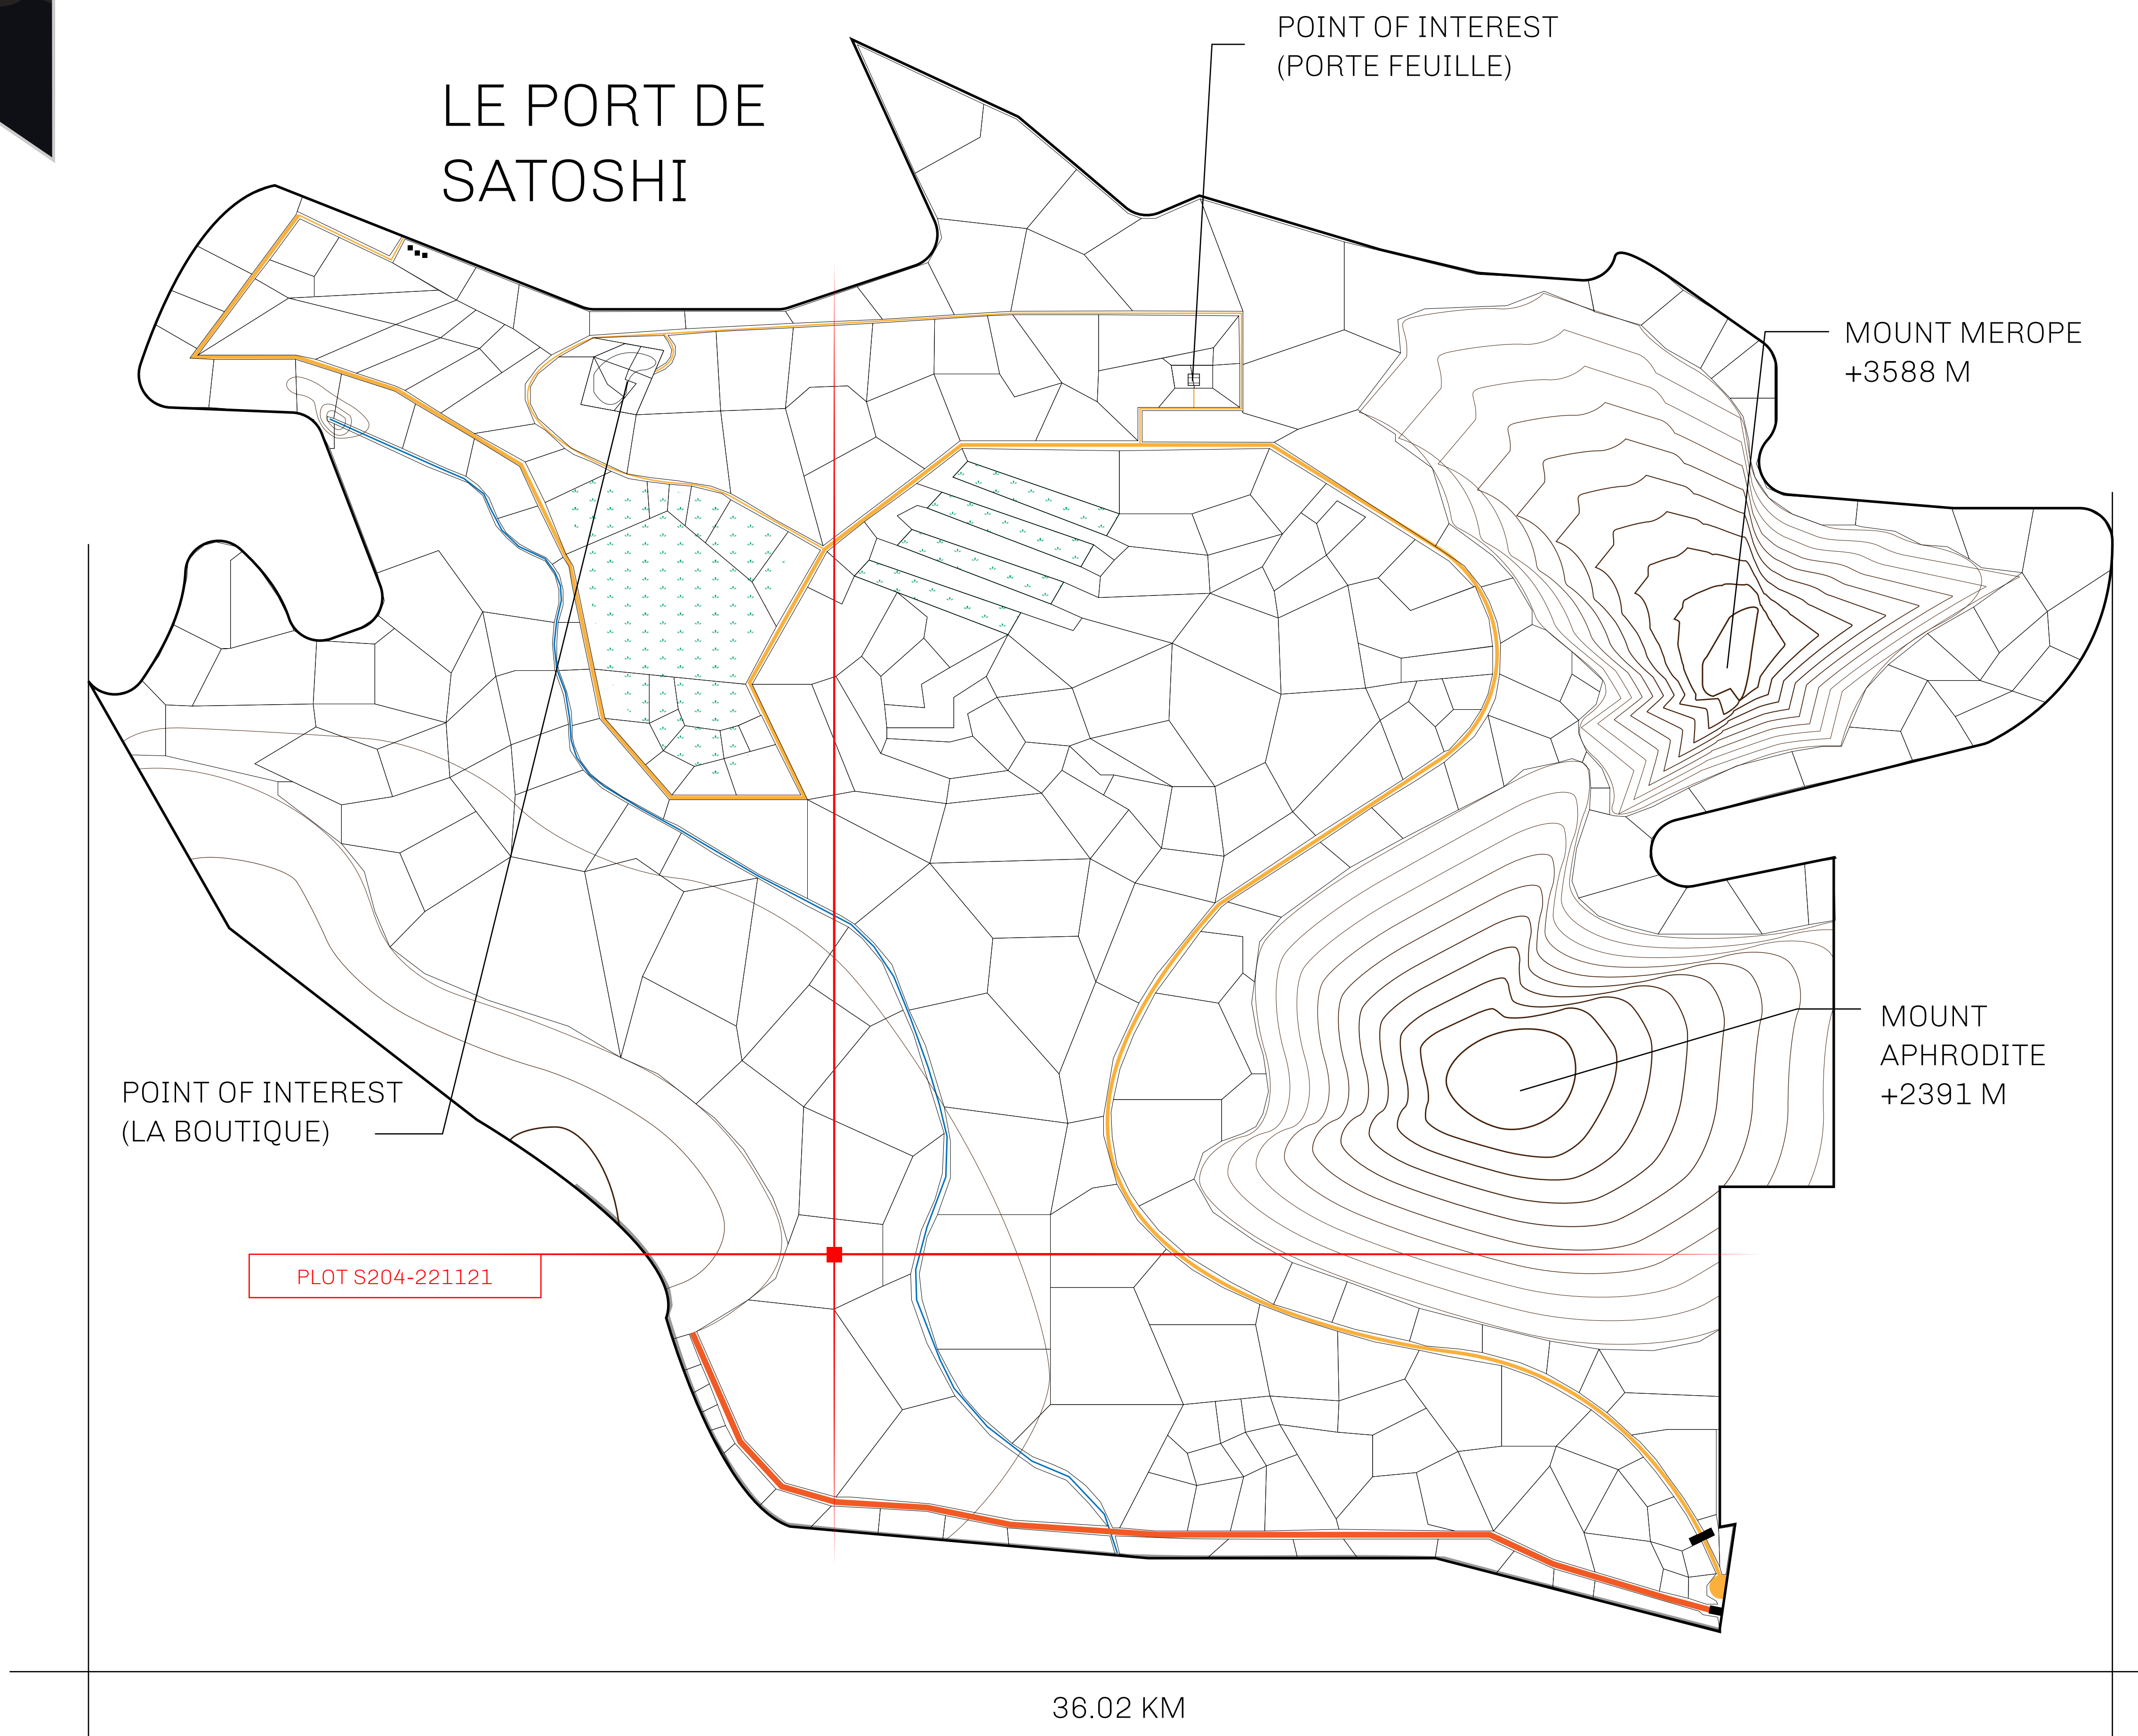 POINT OF INTEREST
(PORTE FEUILLE)
LE PORT DE
SATOSHI
MOUNT MEROPE
+3588 M
MOUNT
APHRODITE
+2391 M
POINT OF INTEREST
(LA BOUTIQUE)
PLOT S204-221121
36.02 KM